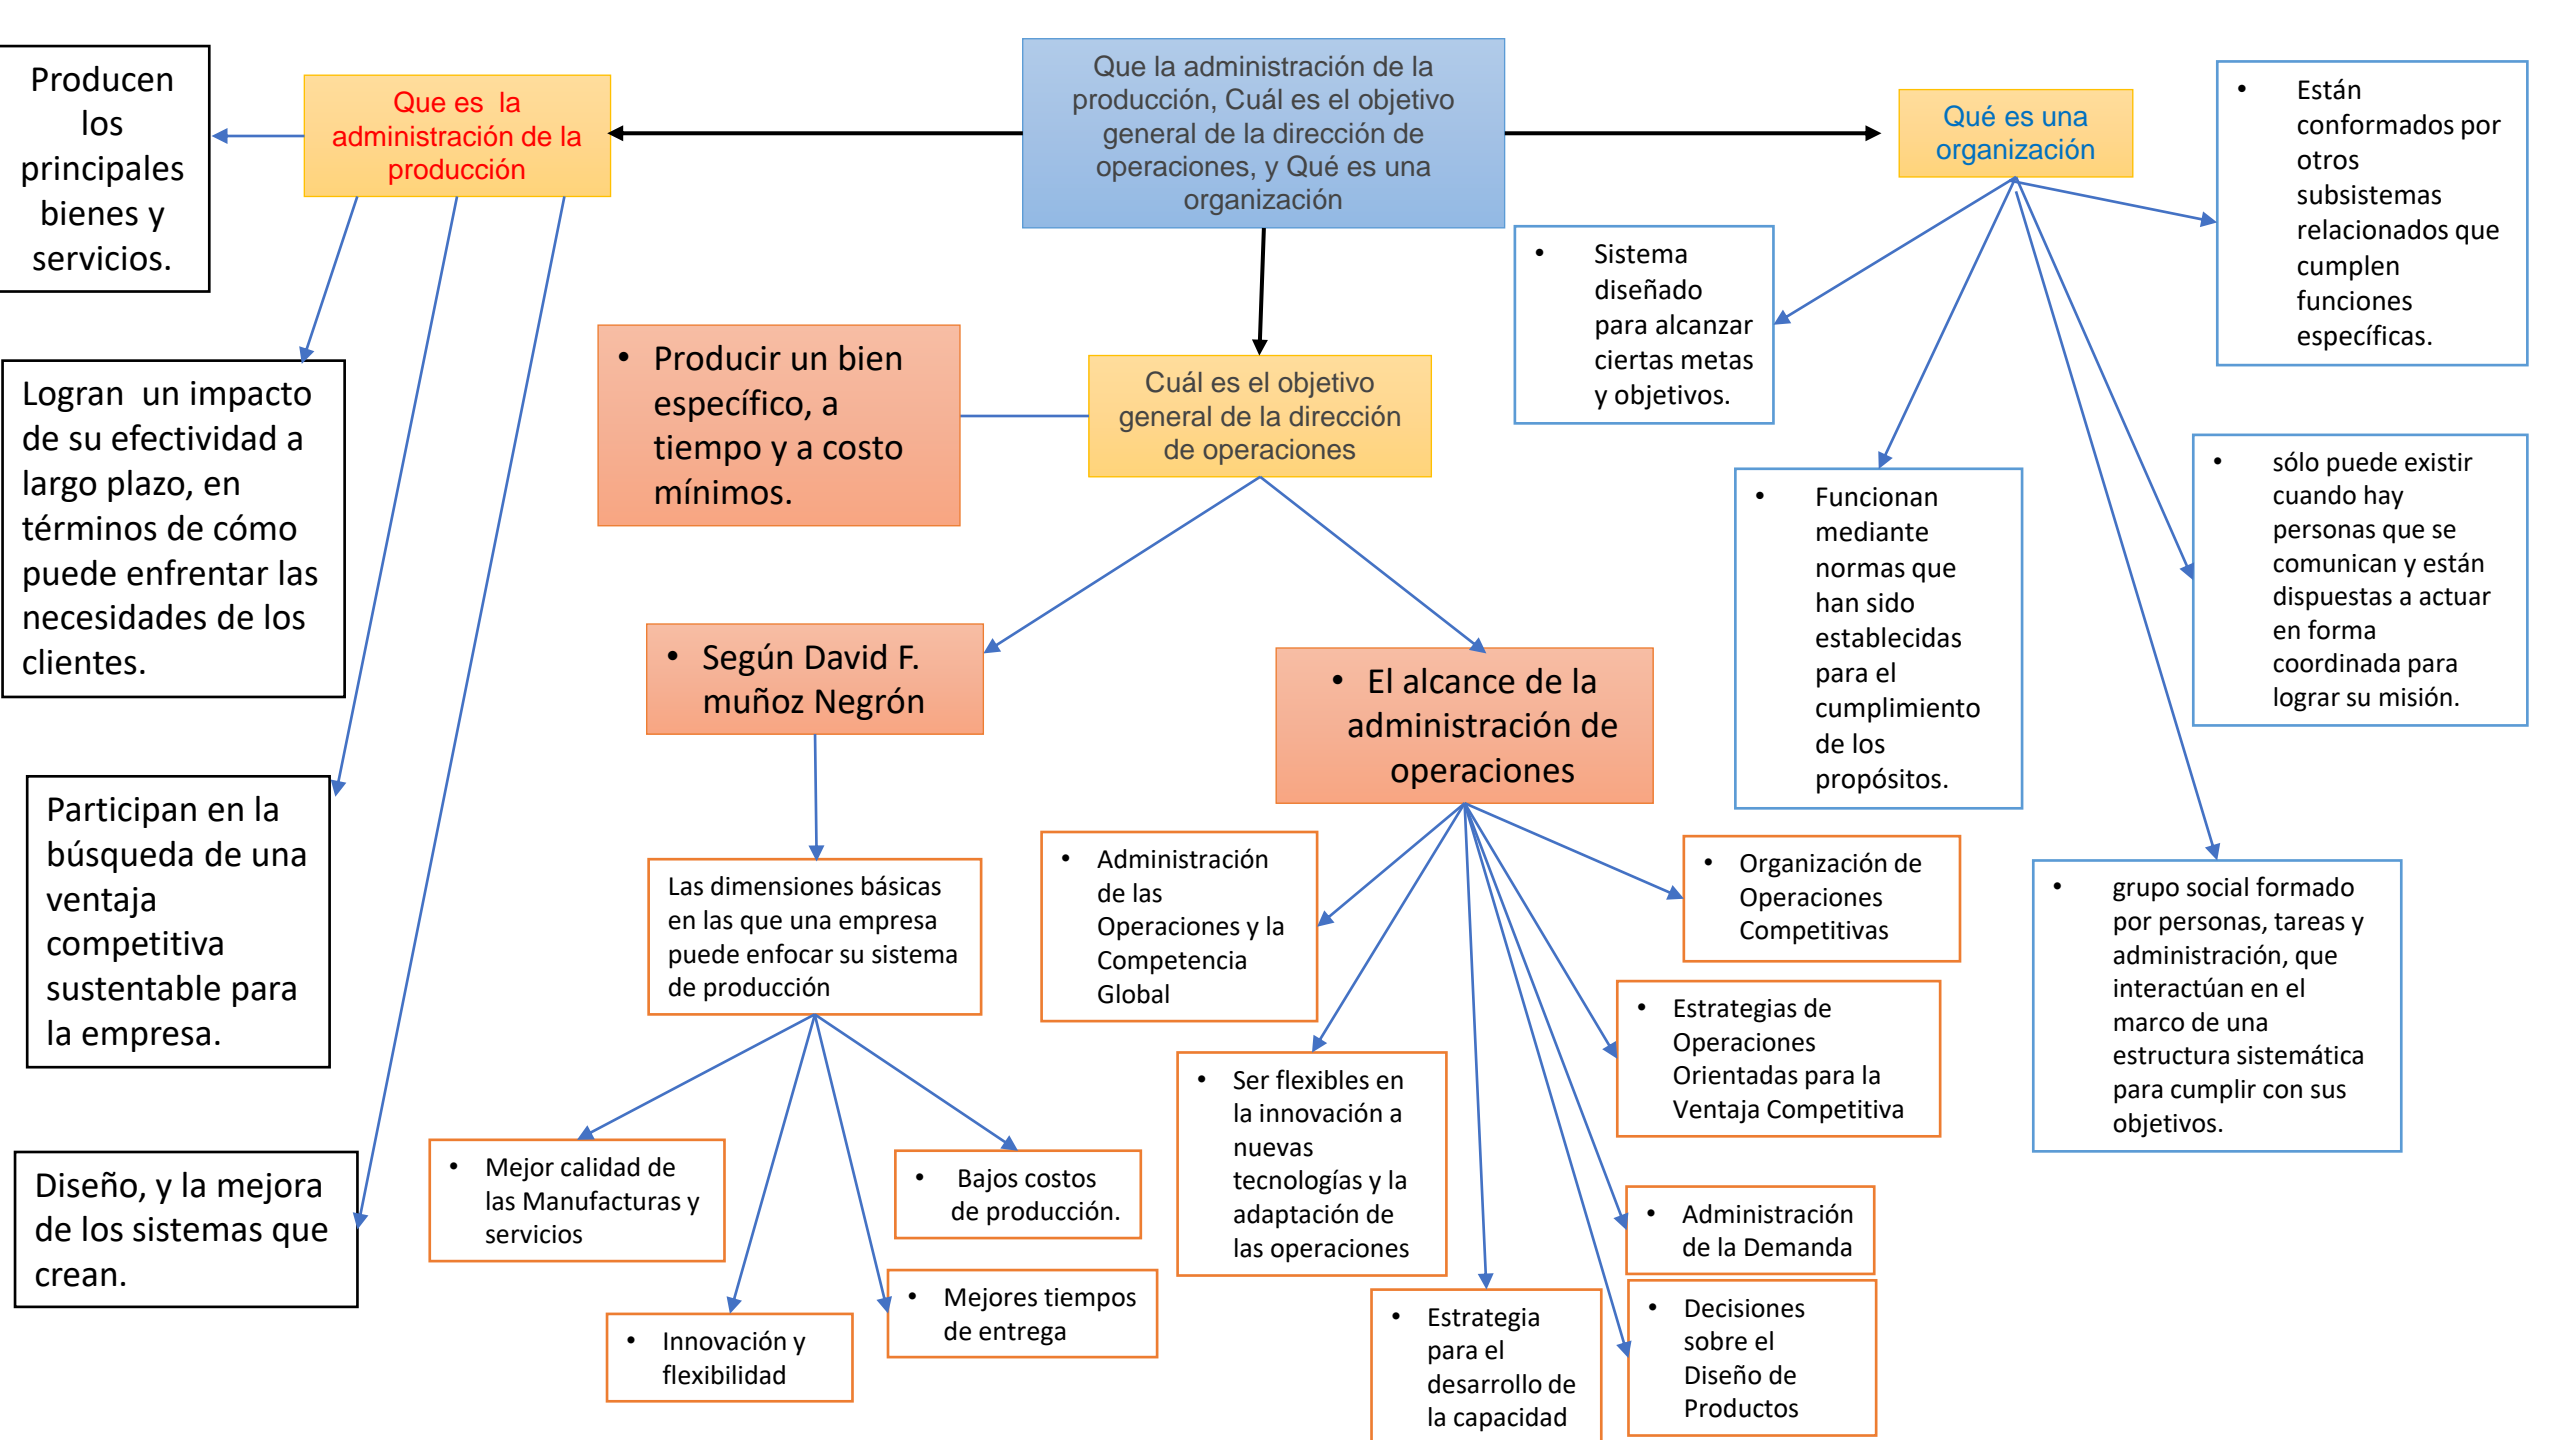 Que la administración de la
producción, Cuál es el objetivo
general de la dirección de
operaciones, y Qué es una
organización
Que es  la
administración de la
producción
Producen
los
principales
bienes y
servicios.
Logran  un impacto
de su efectividad a
largo plazo, en
términos de cómo
puede enfrentar las
necesidades de los
clientes.
Participan en la
búsqueda de una
ventaja
competitiva
sustentable para
la empresa.
Diseño, y la mejora
de los sistemas que
crean.
Cuál es el objetivo
general de la dirección
de operaciones
• Producir un bien
específico, a
tiempo y a costo
mínimos.
• Según David F.
muñoz Negrón
Las dimensiones básicas
en las que una empresa
puede enfocar su sistema
de producción
• Mejor calidad de
las Manufacturas y
servicios
• Innovación y
flexibilidad
• Mejores tiempos
de entrega
• Bajos costos
de producción.
• El alcance de la
administración de
operaciones
• Administración
de las
Operaciones y la
Competencia
Global
• Ser flexibles en
la innovación a
nuevas
tecnologías y la
adaptación de
las operaciones
• Estrategia
para el
desarrollo de
la capacidad
• Decisiones
sobre el
Diseño de
Productos
• Administración
de la Demanda
• Estrategias de
Operaciones
Orientadas para la
Ventaja Competitiva
• Organización de
Operaciones
Competitivas
Qué es una
organización
• Sistema
diseñado
para alcanzar
ciertas metas
y objetivos.
• Funcionan
mediante
normas que
han sido
establecidas
para el
cumplimiento
de los
propósitos.
• grupo social formado
por personas, tareas y
administración, que
interactúan en el
marco de una
estructura sistemática
para cumplir con sus
objetivos.
• sólo puede existir
cuando hay
personas que se
comunican y están
dispuestas a actuar
en forma
coordinada para
lograr su misión.
• Están
conformados por
otros
subsistemas
relacionados que
cumplen
funciones
específicas.